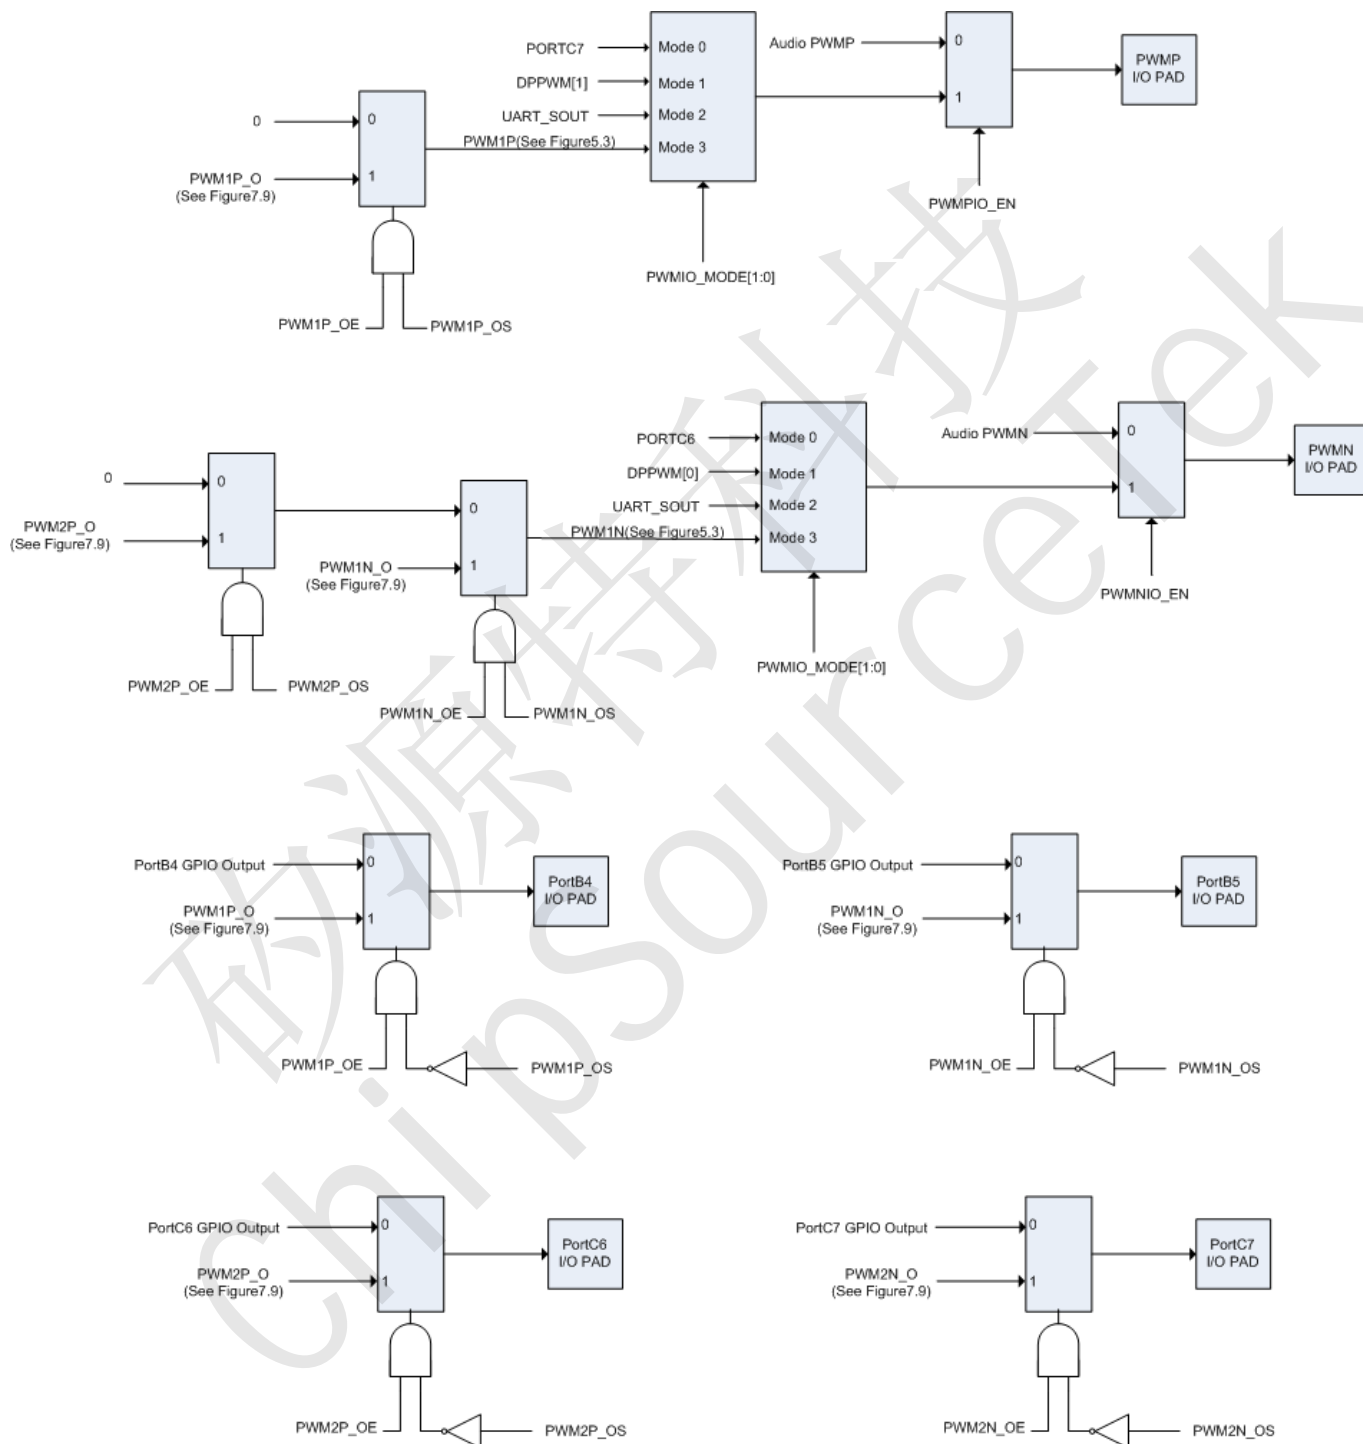 PORTC7
DPPWM[1]
UART_SOUT
PWM1P(See Figure5.3)
Mode 0
Mode 1
Mode 2
Mode 3
PWMIO_MODE[1:0]
Audio PWMP
0
1
PWMPIO_EN
PWMP
I/O PAD
0
PWM1P_O
(See Figure7.9)
0
1
PWM1P_OE
PWM1P_OS
PORTC6
DPPWM[0]
UART_SOUT
PWM1N(See Figure5.3)
Mode 0
Mode 1
Mode 2
Mode 3
PWMIO_MODE[1:0]
Audio PWMN
0
1
PWMNIO_EN
PWMN
I/O PAD
0
PWM2P_O
(See Figure7.9)
0
1
PWM2P_OE
PWM2P_OS
PWM1N_O
(See Figure7.9)
0
1
PWM1N_OE
PWM1N_OS
PortB4 GPIO Output
PWM1P_O
(See Figure7.9)
0
1
PortB4
I/O PAD
PWM1P_OE
PWM1P_OS
PortB5 GPIO Output
PWM1N_O
(See Figure7.9)
0
1
PortB5
I/O PAD
PWM1N_OE
PWM1N_OS
PortC6 GPIO Output
PWM2P_O
(See Figure7.9)
0
1
PortC6
I/O PAD
PWM2P_OE
PWM2P_OS
PortC7 GPIO Output
PWM2N_O
(See Figure7.9)
0
1
PortC7
I/O PAD
PWM2N_OE
PWM2N_OS
矽源特科技
ChipSourceTek